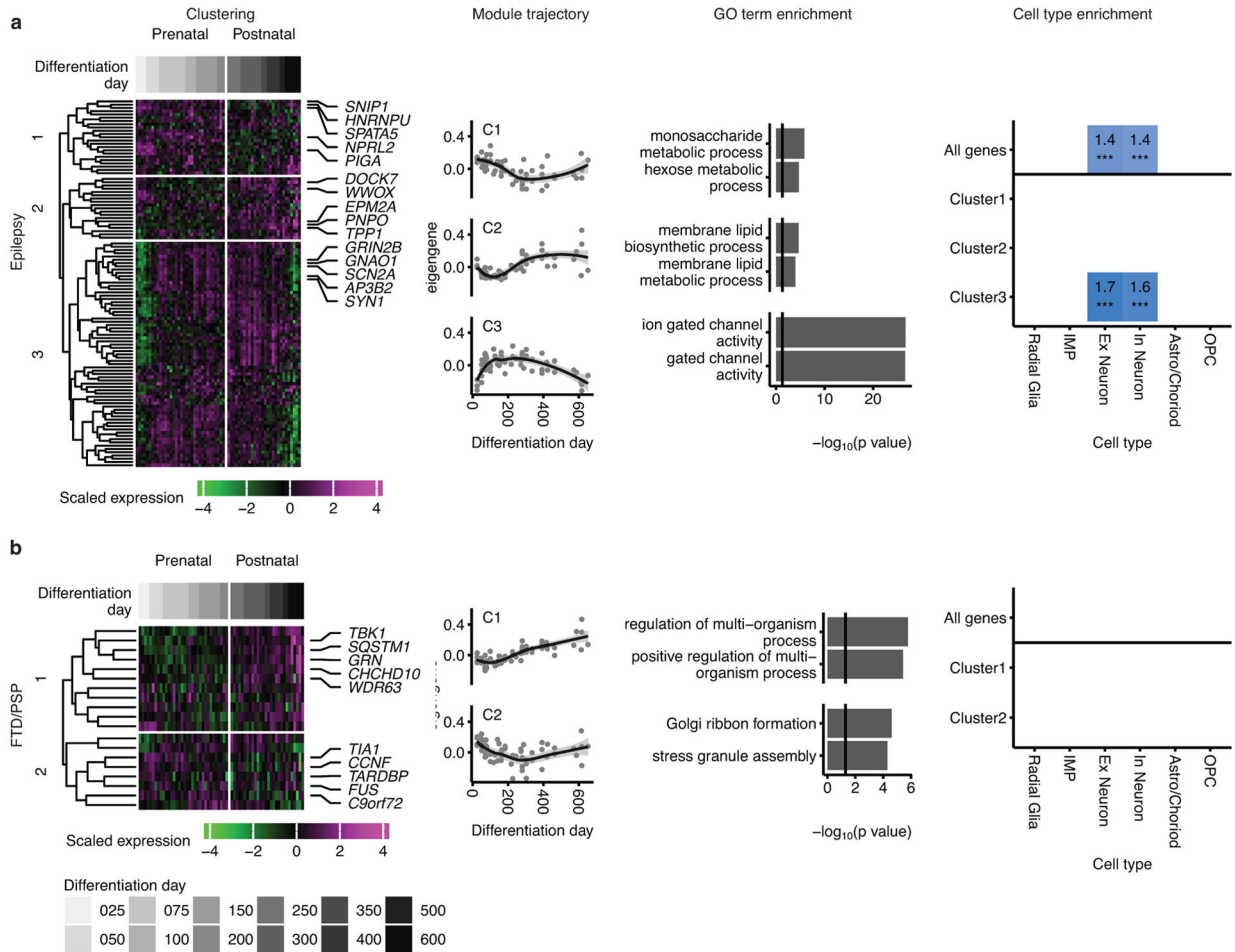 a
Clustering
Module trajectory
GO term enrichment
Cell type enrichment
Prenatal
Postnatal
Differentiation
day
Epilepsy
1
2
3
SNIP1
HNRNPU
SPATA5
NPRL2
PIGA
DOCK7
WWOX
EPM2A
PNPO
TPP1
GRIN2B
GNAO1
SCN2A
AP3B2
SYN1
Scaled expression
−4 −2 0 2 4
eigengene
C1
0.4
0.0
C2
0.4
0.0
C3
0.4
0.0
0 200 400 600
Differentiation day
monosaccharide
metabolic process
hexose metabolic
process
membrane lipid
biosynthetic process
membrane lipid
metabolic process
ion gated channel
activity
gated channel
activity
0 10 20
−log10(p value)
All genes
1.4 1.4
*** ***
Cluster1
Cluster2
Cluster3
1.7 1.6
*** ***
Radial Glia
IMP
Ex Neuron
In Neuron
Astro/Choriod
OPC
Cell type
b
Prenatal
Postnatal
Differentiation
day
FTD/PSP
1
2
TBK1
SQSTM1
GRN
CHCHD10
WDR63
TIA1
CCNF
TARDBP
FUS
C9orf72
Scaled expression
−4 −2 0 2 4
C1
0.4
0.0
C2
0.4
0.0
0 200 400 600
Differentiation day
regulation of multi−organism
process
positive regulation of multi−
organism process
Golgi ribbon formation
stress granule assembly
0 2 4 6
−log10(p value)
All genes
Cluster1
Cluster2
Radial Glia
IMP
Ex Neuron
In Neuron
Astro/Choriod
OPC
Cell type
Differentiation day
025 075 150 250 350 500
050 100 200 300 400 600